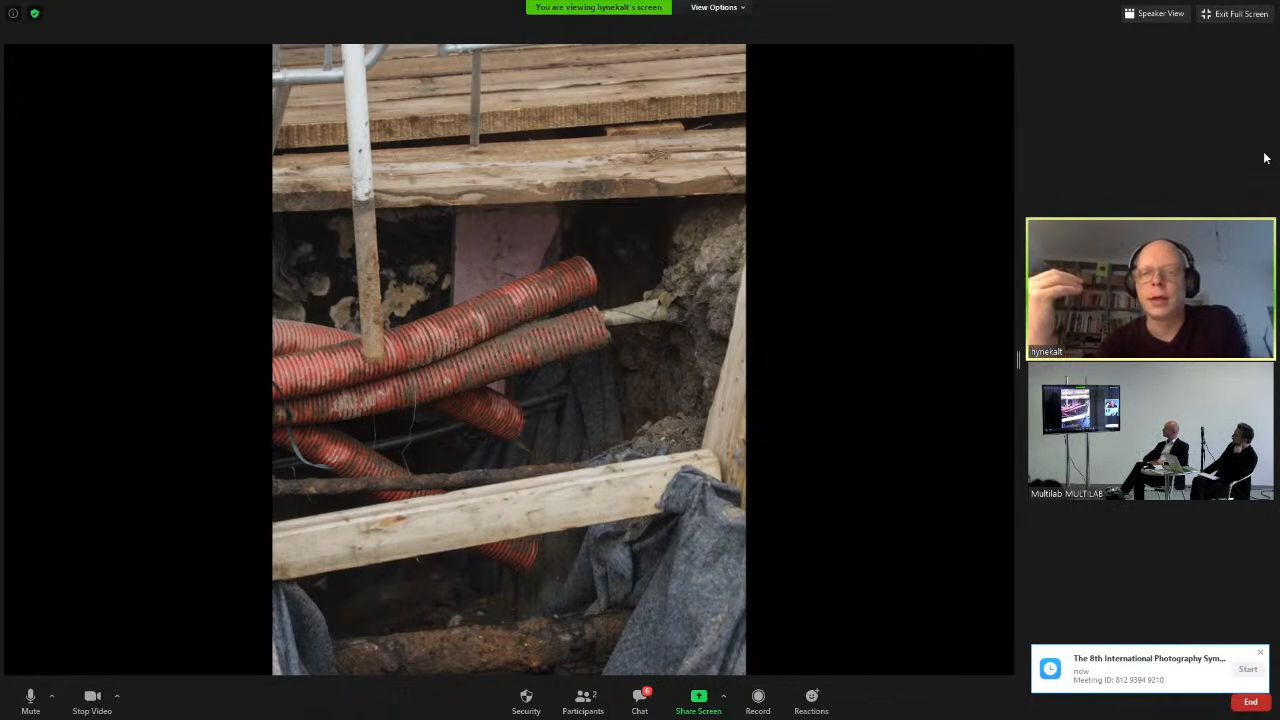 You are viewing hynekalt's screen
View Options
Speaker View
Exit Full Screen
hynekalt
Multilab MULTILAB
The 8th International Photography Sym...
now
Meeting ID: 812 9394 9210
Start
Mute
Stop Video
Security
Participants
2
Chat
6
Share Screen
Record
Reactions
End